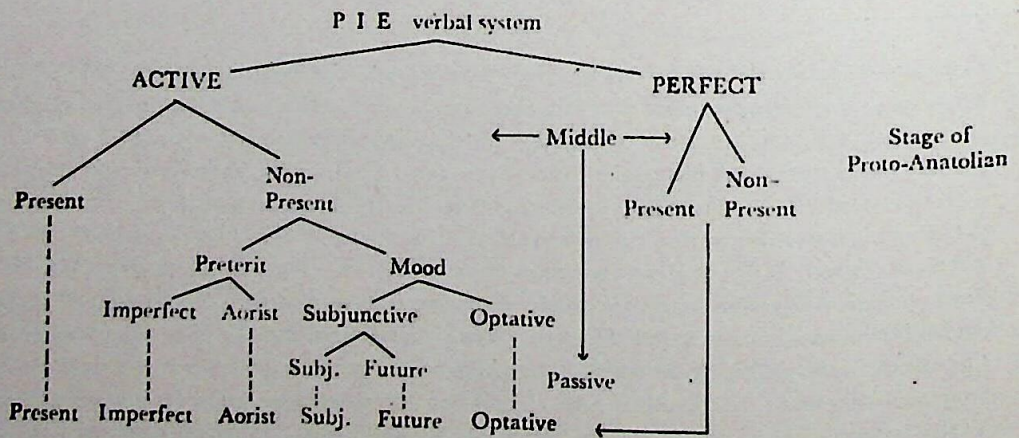 P I E verbal system
ACTIVE PERFECT
Middle Stage of
Proto-Anatolian
Present Non-
Present Present Non-
Present
Preterit Mood
Imperfect Aorist Subjunctive Optative
Subj. Future
Passive
Present Imperfect Aorist Subj. Future Optative